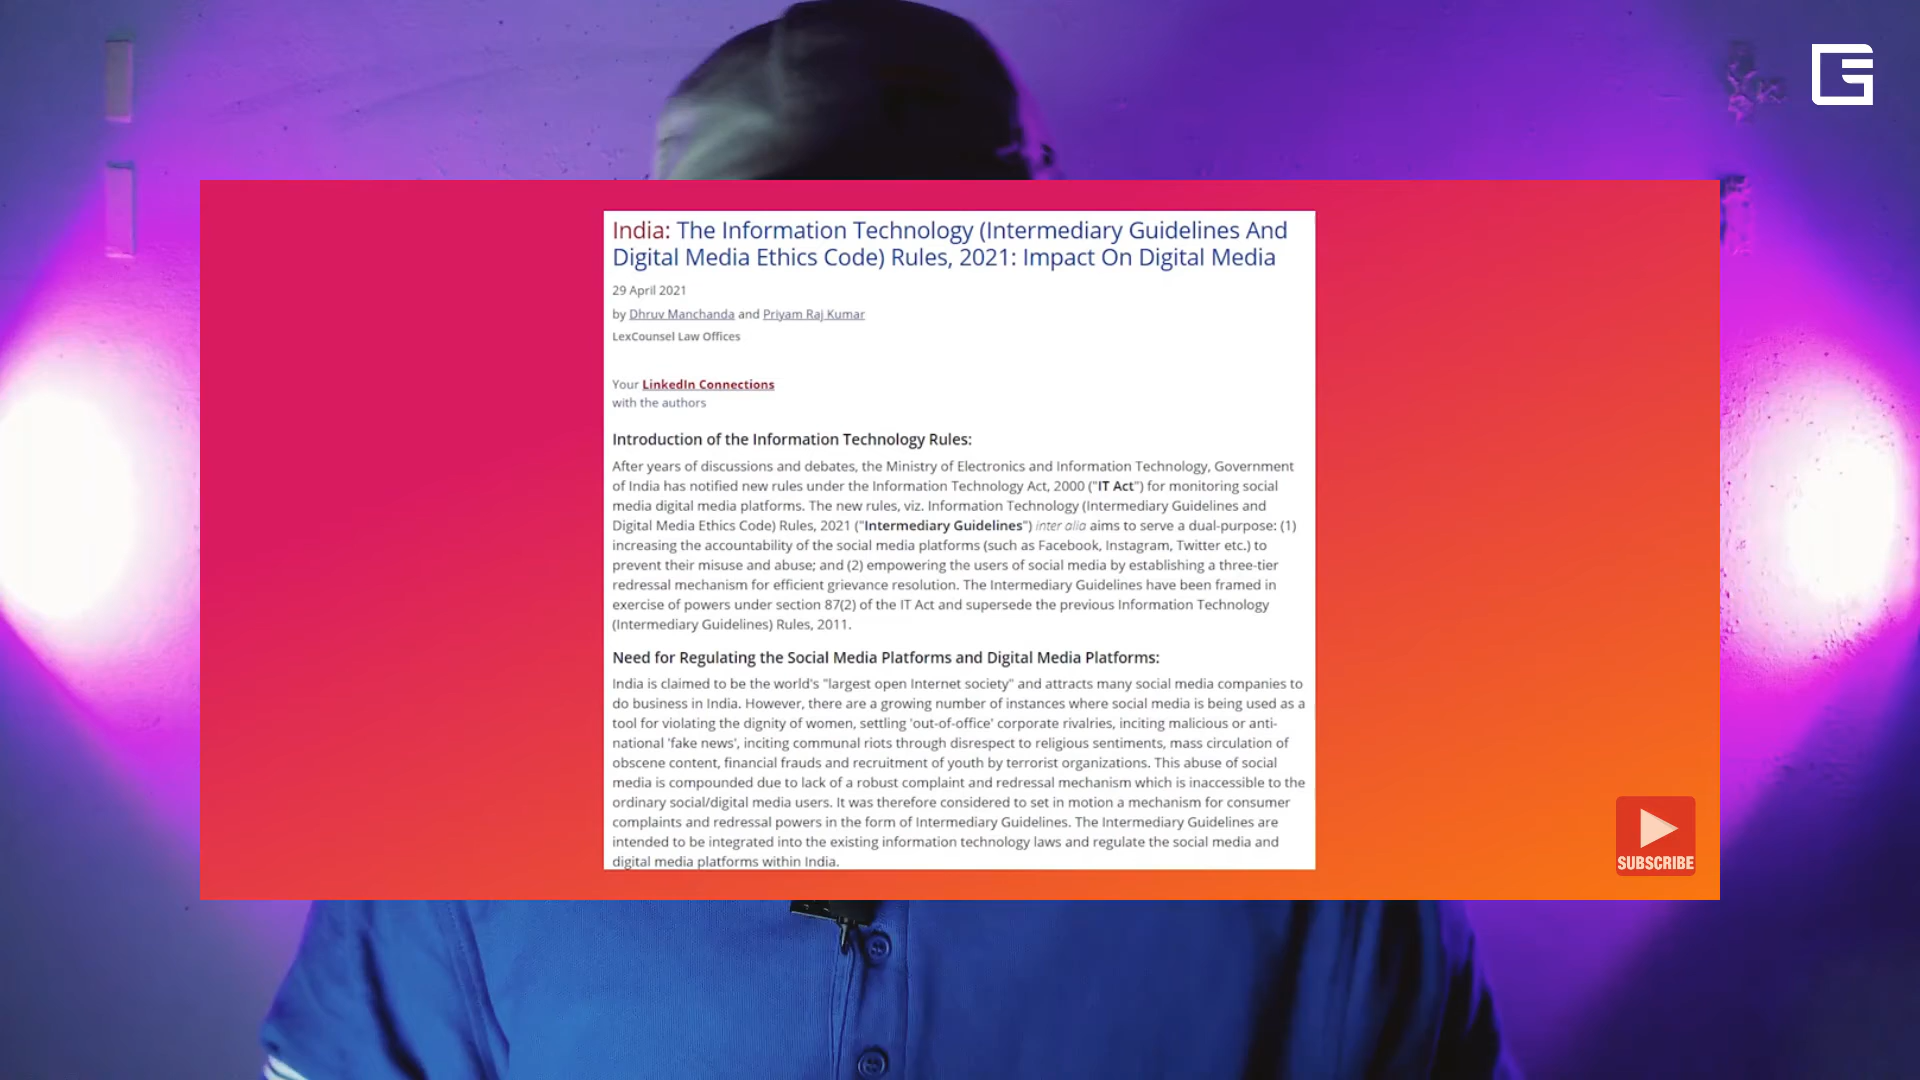 India: The Information Technology (Intermediary Guidelines And
Digital Media Ethics Code) Rules, 2021: Impact On Digital Media
29 April 2021
by Dhruv Manchanda and Priyam Raj Kumar
LexCounsel Law Offices
Your LinkedIn Connections
with the authors
Introduction of the Information Technology Rules:
After years of discussions and debates, the Ministry of Electronics and Information Technology, Government
of India has notified new rules under the Information Technology Act, 2000 ("IT Act") for monitoring social
media digital media platforms. The new rules, viz. Information Technology (Intermediary Guidelines and
Digital Media Ethics Code) Rules, 2021 ("Intermediary Guidelines") inter alia aims to serve a dual-purpose: (1)
increasing the accountability of the social media platforms (such as Facebook, Instagram, Twitter etc.) to
prevent their misuse and abuse; and (2) empowering the users of social media by establishing a three-tier
redressal mechanism for efficient grievance resolution. The Intermediary Guidelines have been framed in
exercise of powers under section 87(2) of the IT Act and supersede the previous Information Technology
(Intermediary Guidelines) Rules, 2011.
Need for Regulating the Social Media Platforms and Digital Media Platforms:
India is claimed to be the world's "largest open Internet society" and attracts many social media companies to
do business in India. However, there are a growing number of instances where social media is being used as a
tool for violating the dignity of women, settling 'out-of-office' corporate rivalries, inciting malicious or anti-
national 'fake news', inciting communal riots through disrespect to religious sentiments, mass circulation of
obscene content, financial frauds and recruitment of youth by terrorist organizations. This abuse of social
media is compounded due to lack of a robust complaint and redressal mechanism which is inaccessible to the
ordinary social/digital media users. It was therefore considered to set in motion a mechanism for consumer
complaints and redressal powers in the form of Intermediary Guidelines. The Intermediary Guidelines are
intended to be integrated into the existing information technology laws and regulate the social media and
digital media platforms within India.
SUBSCRIBE